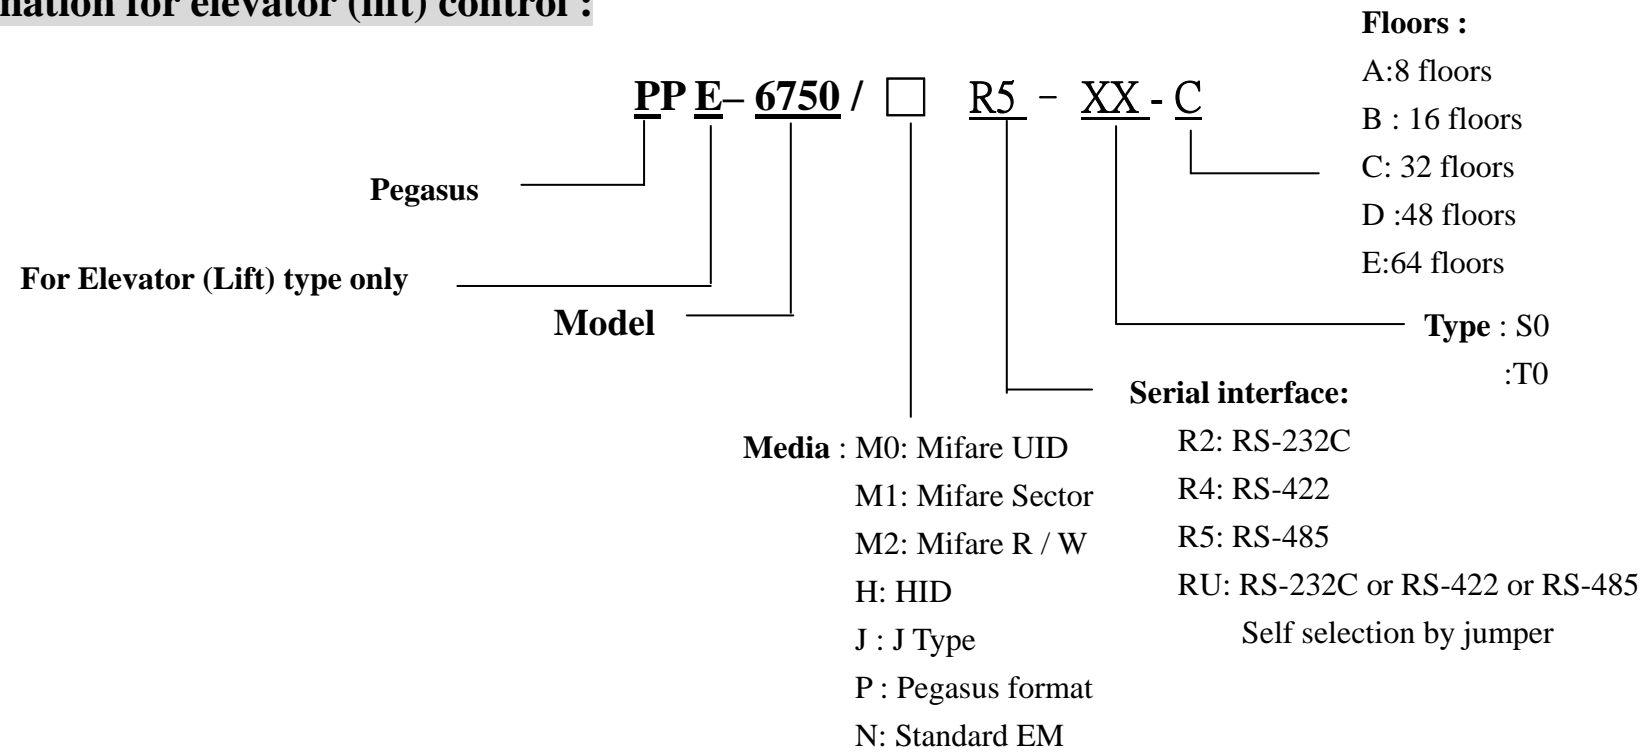 for elevator (lift) control :
PP E– 6750 / □ R5 - XX - C
Floors :
A:8 floors
B : 16 floors
C: 32 floors
D :48 floors
E:64 floors
Pegasus
For Elevator (Lift) type only
Model
Type : S0
:T0
Serial interface:
R2: RS-232C
R4: RS-422
R5: RS-485
RU: RS-232C or RS-422 or RS-485
Self selection by jumper
Media : M0: Mifare UID
M1: Mifare Sector
M2: Mifare R / W
H: HID
J : J Type
P : Pegasus format
N: Standard EM